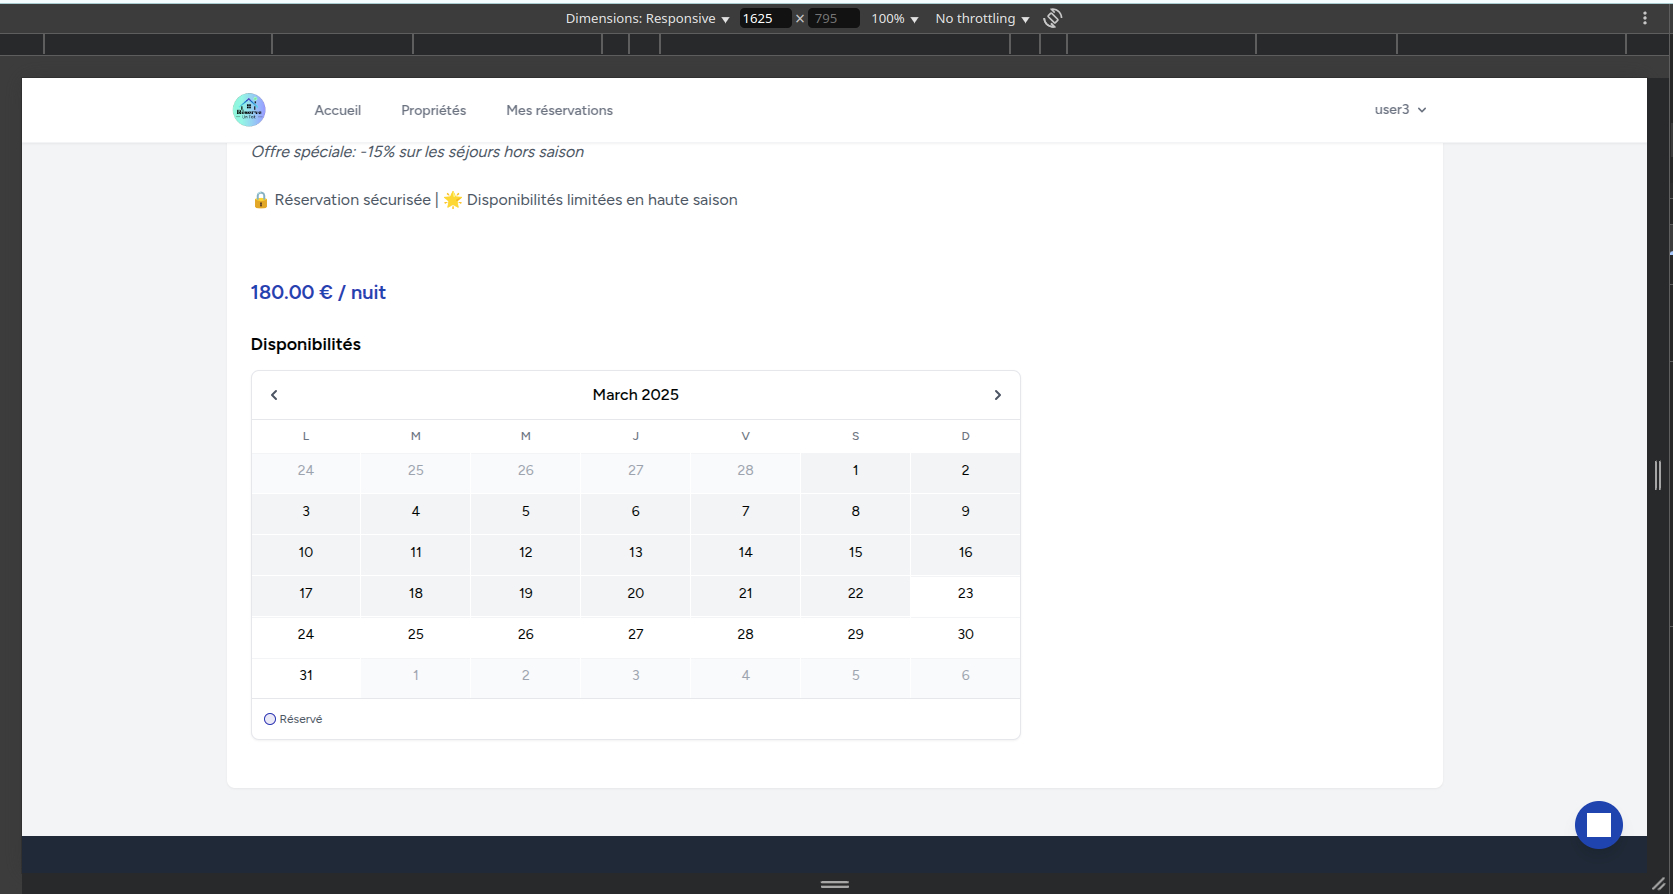 Dimensions: Responsive 1625 × 795 100% No throttling
Accueil Propriétés Mes réservations user3
Offre spéciale: -15% sur les séjours hors saison
🔒 Réservation sécurisée | 🌟 Disponibilités limitées en haute saison
180.00 € / nuit
Disponibilités
March 2025
L M M J V S D
24 25 26 27 28 1 2
3 4 5 6 7 8 9
10 11 12 13 14 15 16
17 18 19 20 21 22 23
24 25 26 27 28 29 30
31 1 2 3 4 5 6
Réservé